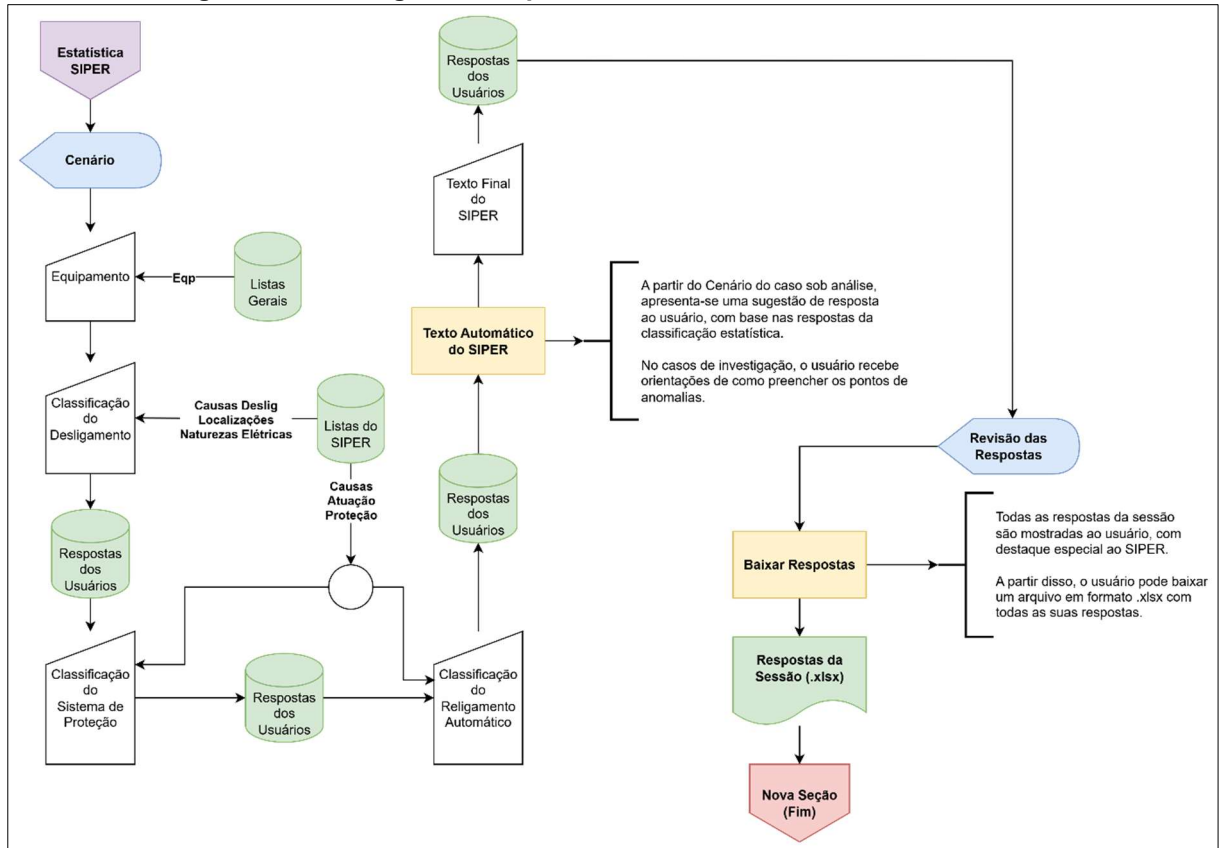 Estatística
SIPER
Cenário
Equipamento
Eqp
Listas
Gerais
Classificação
do
Desligamento
Causas Deslig
Localizações
Naturezas Elétricas
Listas do
SIPER
Causas
Atuação
Proteção
Respostas
dos
Usuários
Classificação
do
Sistema de
Proteção
Respostas
dos
Usuários
Classificação
do
Religamento
Automático
Respostas
dos
Usuários
Texto Automático
do SIPER
A partir do Cenário do caso sob análise,
apresenta-se uma sugestão de resposta
ao usuário, com base nas respostas da
classificação estatística.
No casos de investigação, o usuário recebe
orientações de como preencher os pontos de
anomalias.
Texto Final
do
SIPER
Respostas
dos
Usuários
Revisão das
Respostas
Baixar Respostas
Todas as respostas da sessão
são mostradas ao usuário, com
destaque especial ao SIPER.
A partir disso, o usuário pode baixar
um arquivo em formato .xlsx com
todas as suas respostas.
Respostas da
Sessão (.xlsx)
Nova Seção
(Fim)